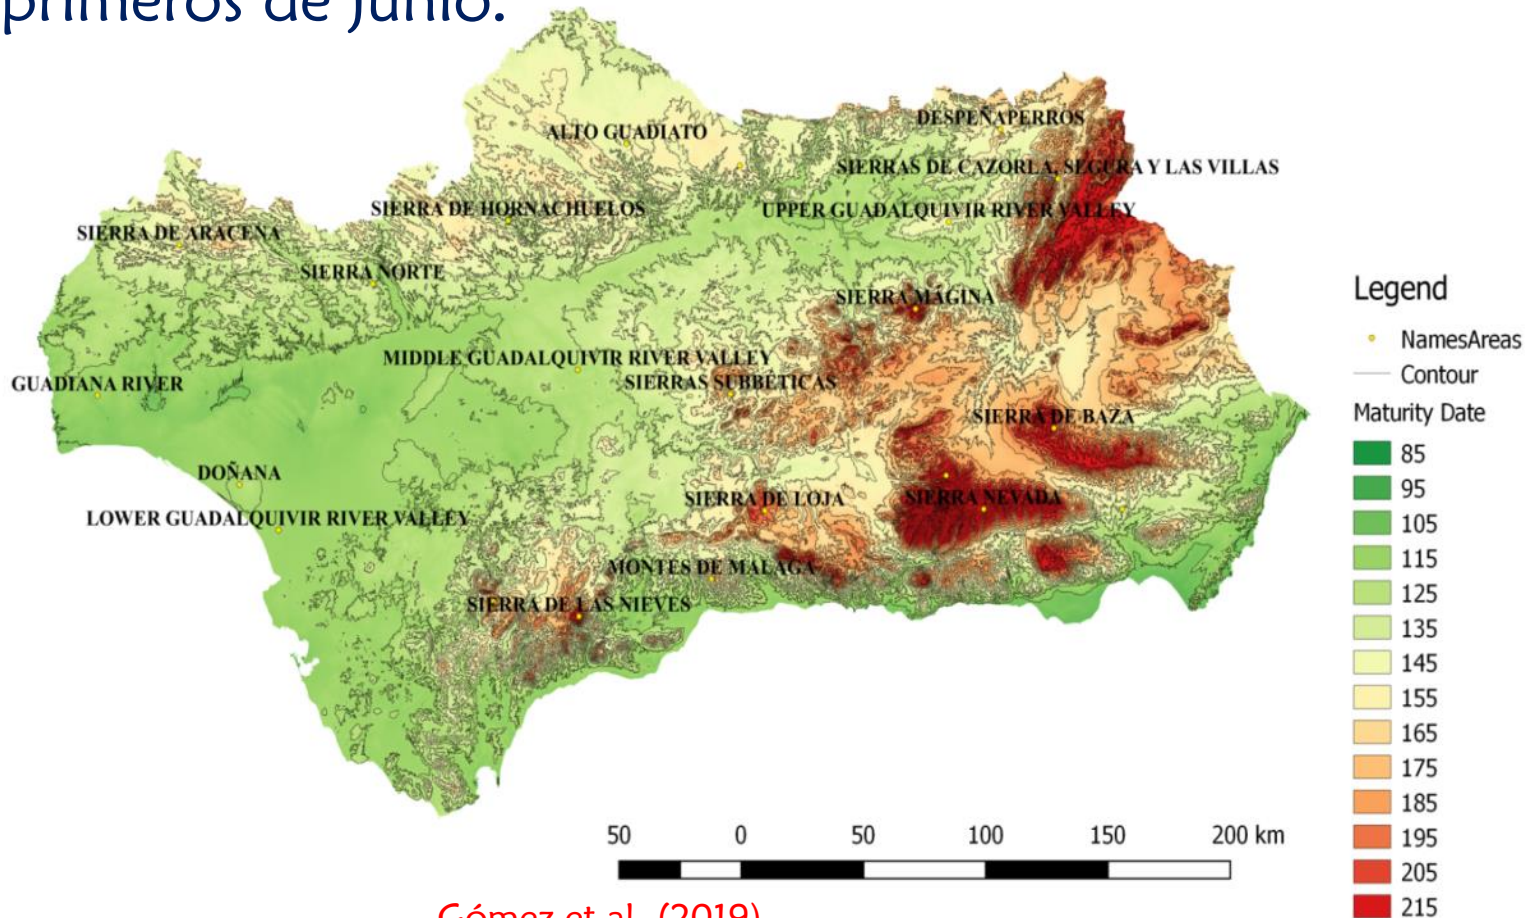 primeros de junio.
DESPEÑAPERROS
ALTO GUADIATO
SIERRAS DE CAZORLA, SEGURA Y LAS VILLAS
SIERRA DE HORNACHUELOS
UPPER GUADALQUIVIR RIVER VALLEY
SIERRA DE ARACENA
SIERRA NORTE
SIERRA MÁGINA
MIDDLE GUADALQUIVIR RIVER VALLEY
GUADIANA RIVER
SIERRAS SUBBÉTICAS
SIERRA DE BAZA
DOÑANA
SIERRA DE LOJA
SIERRA NEVADA
LOWER GUADALQUIVIR RIVER VALLEY
MONTES DE MÁLAGA
SIERRA DE LAS NIEVES
Legend
NamesAreas
Contour
Maturity Date
85
95
105
115
125
135
145
155
165
175
185
195
205
215
50 0 50 100 150 200 km
Gómez et al. (2019)